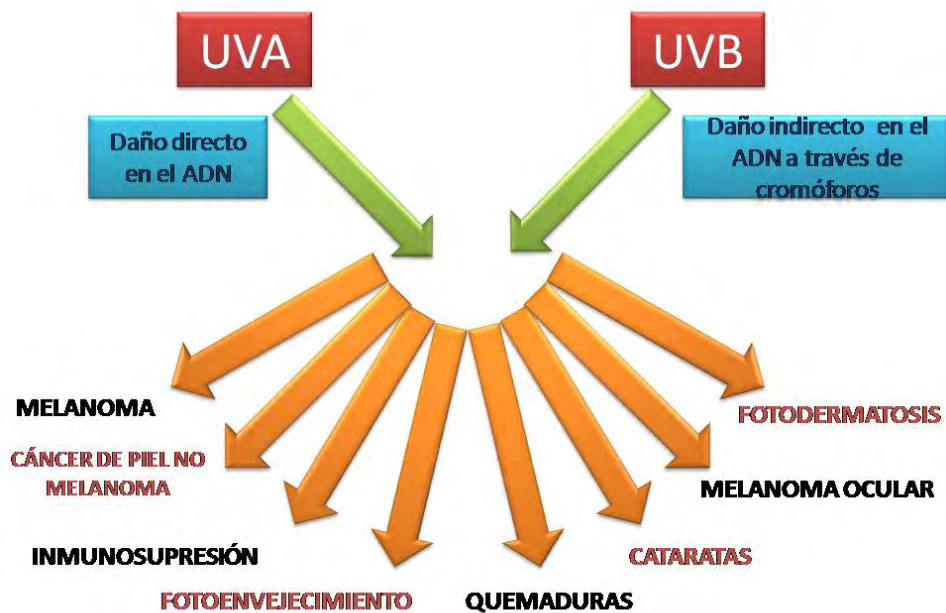 UVA
UVB
Daño directo
en el ADN
Daño indirecto en el
ADN a través de
cromóforos
MELANOMA
CÁNCER DE PIEL NO
MELANOMA
INMUNOSUPRESIÓN
FOTOENVEJECIMIENTO
QUEMADURAS
CATARATAS
MELANOMA OCULAR
FOTODERMATOSIS